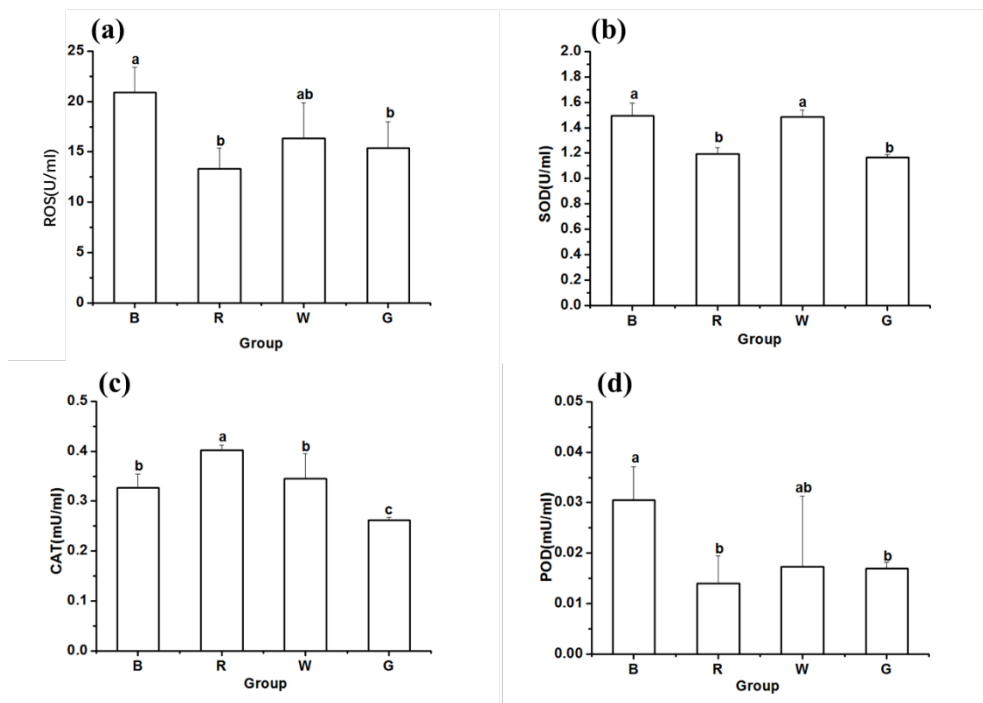 (a)
25
20
15
10
5
0
ROS(U/ml)
a
b
ab
b
B R W G
Group
(b)
2.0
1.8
1.6
1.4
1.2
1.0
0.8
0.6
0.4
0.2
0.0
SOD(U/ml)
a
b
a
b
B R W G
Group
(c)
0.5
0.4
0.3
0.2
0.1
0.0
CAT(mU/ml)
b
a
b
c
B R W G
Group
(d)
0.05
0.04
0.03
0.02
0.01
0.00
POD(mU/ml)
a
b
ab
b
B R W G
Group